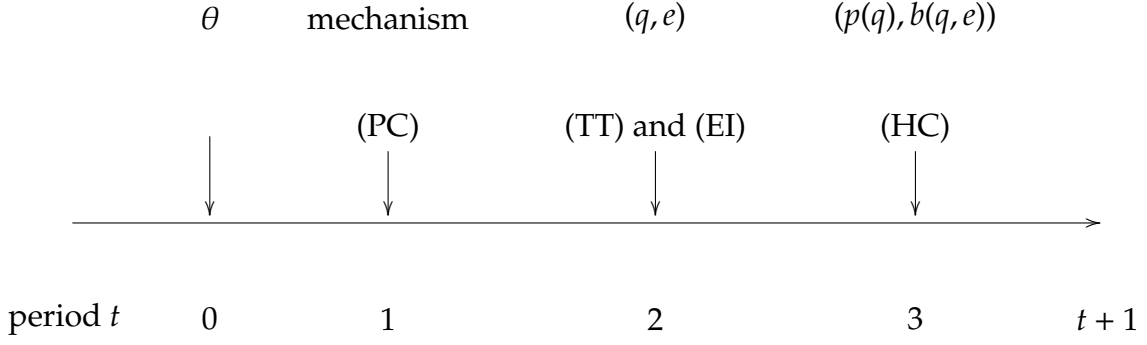 θ mechanism (q, e) (p(q), b(q, e))
(PC) (TT) and (EI) (HC)
period t 0 1 2 3 t + 1